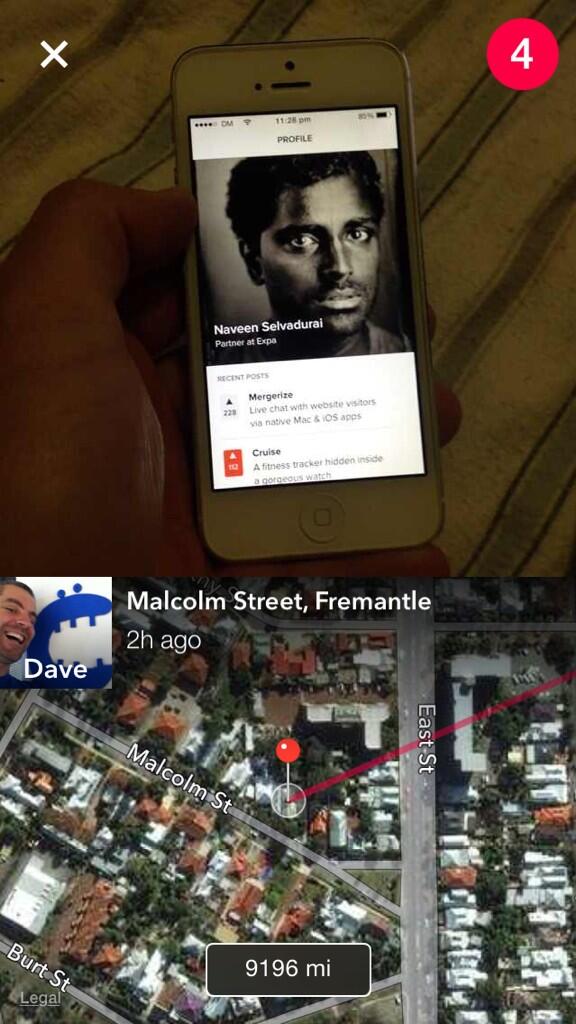 4
DM
11:28 pm
85%
PROFILE
Naveen Selvadurai
Partner at Expa
RECENT POSTS
Mergerize
228
Live chat with website visitors
via native Mac & iOS apps
Cruise
112
A fitness tracker hidden inside
a gorgeous watch
Malcolm Street, Fremantle
2h ago
Dave
East St
Malcolm St
9196 mi
Burt St
Legal